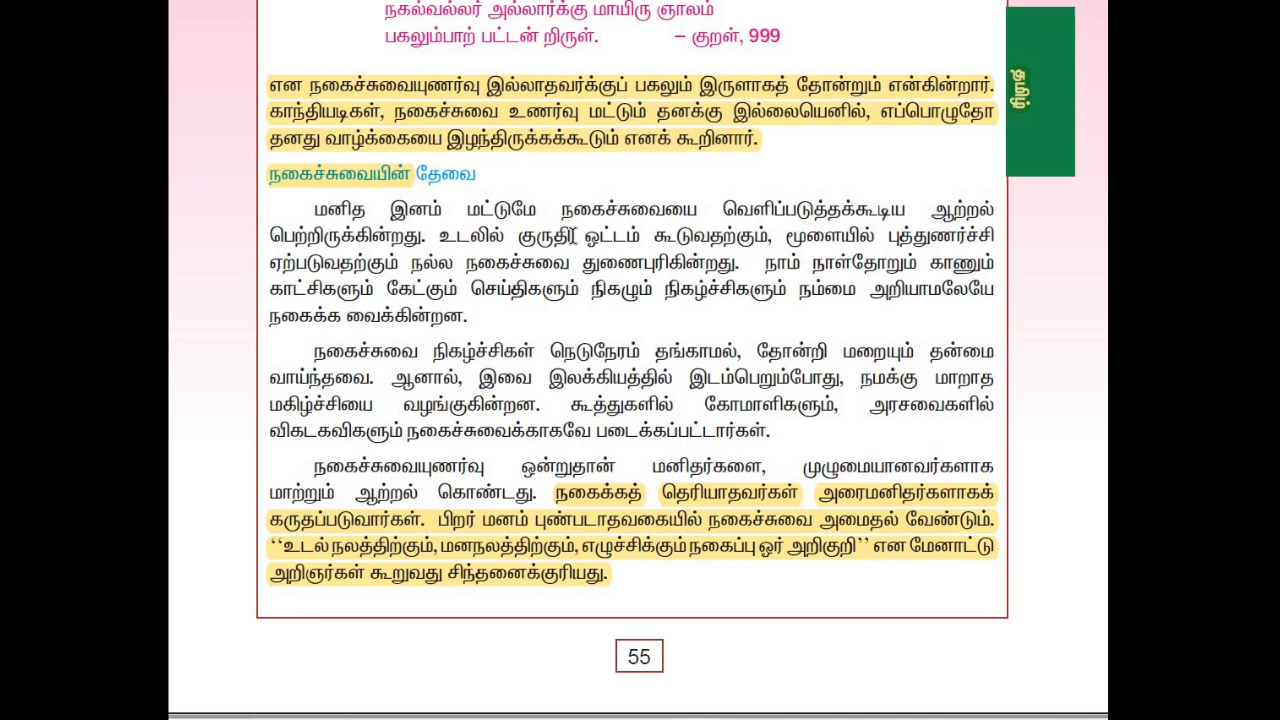 நகல்வல்லர் அல்லார்க்கு மாயிரு ஞாலம்
பகலும்பாற் பட்டன் றிருள். – குறள், 999
தமிழ்
என நகைச்சுவையுணர்வு இல்லாதவர்க்குப் பகலும் இருளாகத் தோன்றும் என்கின்றார்.
காந்தியடிகள், நகைச்சுவை உணர்வு மட்டும் தனக்கு இல்லையெனில், எப்பொழுதோ
தனது வாழ்க்கையை இழந்திருக்கக்கூடும் எனக் கூறினார்.
நகைச்சுவையின் தேவை
மனித இனம் மட்டுமே நகைச்சுவையை வெளிப்படுத்தக்கூடிய ஆற்றல்
பெற்றிருக்கின்றது. உடலில் குருதி ஓட்டம் கூடுவதற்கும், மூளையில் புத்துணர்ச்சி
ஏற்படுவதற்கும் நல்ல நகைச்சுவை துணைபுரிகின்றது. நாம் நாள்தோறும் காணும்
காட்சிகளும் கேட்கும் செய்திகளும் நிகழும் நிகழ்ச்சிகளும் நம்மை அறியாமலேயே
நகைக்க வைக்கின்றன.
நகைச்சுவை நிகழ்ச்சிகள் நெடுநேரம் தங்காமல், தோன்றி மறையும் தன்மை
வாய்ந்தவை. ஆனால், இவை இலக்கியத்தில் இடம்பெறும்போது, நமக்கு மாறாத
மகிழ்ச்சியை வழங்குகின்றன. கூத்துகளில் கோமாளிகளும், அரசவைகளில்
விகடகவிகளும் நகைச்சுவைக்காகவே படைக்கப்பட்டார்கள்.
நகைச்சுவையுணர்வு ஒன்றுதான் மனிதர்களை, முழுமையானவர்களாக
மாற்றும் ஆற்றல் கொண்டது. நகைக்கத் தெரியாதவர்கள் அரைமனிதர்களாகக்
கருதப்படுவார்கள். பிறர் மனம் புண்படாதவகையில் நகைச்சுவை அமைதல் வேண்டும்.
‘‘உடல் நலத்திற்கும், மனநலத்திற்கும், எழுச்சிக்கும் நகைப்பு ஓர் அறிகுறி’’ என மேனாட்டு
அறிஞர்கள் கூறுவது சிந்தனைக்குரியது.
55